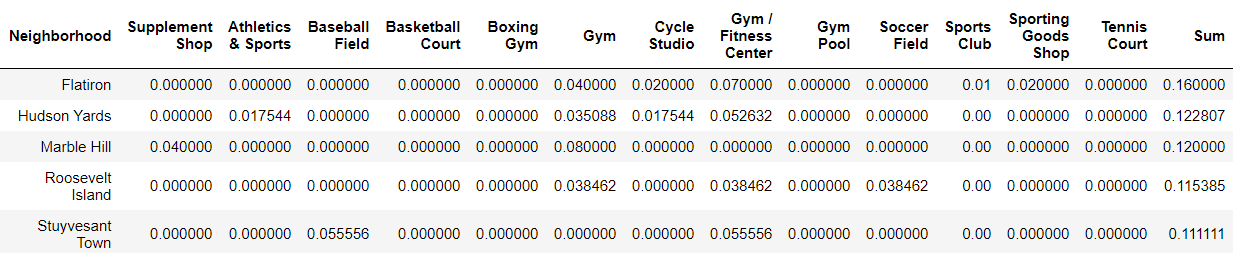 Neighborhood Supplement Shop Athletics & Sports Baseball Field Basketball Court Boxing Gym Gym Cycle Studio Gym / Fitness Center Gym Pool Soccer Field Sports Club Sporting Goods Shop Tennis Court Sum
Flatiron 0.000000 0.000000 0.000000 0.000000 0.000000 0.040000 0.020000 0.070000 0.000000 0.000000 0.01 0.020000 0.000000 0.160000
Hudson Yards 0.000000 0.017544 0.000000 0.000000 0.000000 0.035088 0.017544 0.052632 0.000000 0.000000 0.00 0.000000 0.000000 0.122807
Marble Hill 0.040000 0.000000 0.000000 0.000000 0.000000 0.080000 0.000000 0.000000 0.000000 0.000000 0.00 0.000000 0.000000 0.120000
Roosevelt Island 0.000000 0.000000 0.000000 0.000000 0.000000 0.038462 0.000000 0.038462 0.000000 0.038462 0.00 0.000000 0.000000 0.115385
Stuyvesant Town 0.000000 0.000000 0.055556 0.000000 0.000000 0.000000 0.000000 0.055556 0.000000 0.000000 0.00 0.000000 0.000000 0.111111